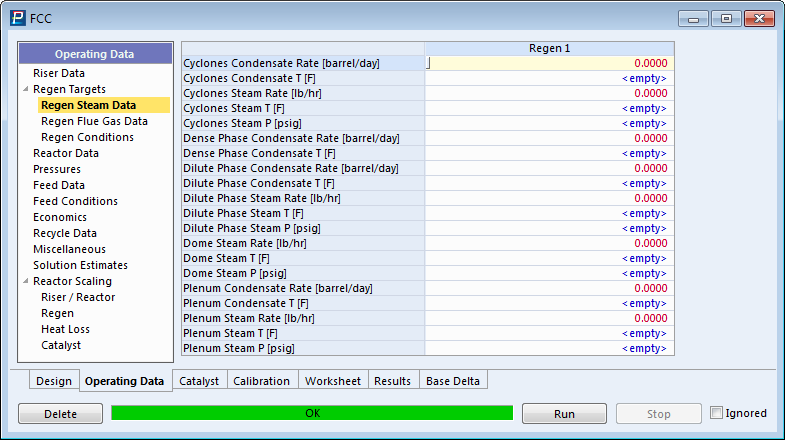 FCC
Operating Data
Riser Data
Regen Targets
Regen Steam Data
Regen Flue Gas Data
Regen Conditions
Reactor Data
Pressures
Feed Data
Feed Conditions
Economics
Recycle Data
Miscellaneous
Solution Estimates
Reactor Scaling
Riser / Reactor
Regen
Heat Loss
Catalyst
Regen 1
Cyclones Condensate Rate [barrel/day] 0.0000
Cyclones Condensate T [F] <empty>
Cyclones Steam Rate [lb/hr] 0.0000
Cyclones Steam T [F] <empty>
Cyclones Steam P [psig] <empty>
Dense Phase Condensate Rate [barrel/day] 0.0000
Dense Phase Condensate T [F] <empty>
Dilute Phase Condensate Rate [barrel/day] 0.0000
Dilute Phase Condensate T [F] <empty>
Dilute Phase Steam Rate [lb/hr] 0.0000
Dilute Phase Steam T [F] <empty>
Dilute Phase Steam P [psig] <empty>
Dome Steam Rate [lb/hr] 0.0000
Dome Steam T [F] <empty>
Dome Steam P [psig] <empty>
Plenum Condensate Rate [barrel/day] 0.0000
Plenum Condensate T [F] <empty>
Plenum Steam Rate [lb/hr] 0.0000
Plenum Steam T [F] <empty>
Plenum Steam P [psig] <empty>
Design Operating Data Catalyst Calibration Worksheet Results Base Delta
Delete OK Run Stop Ignored